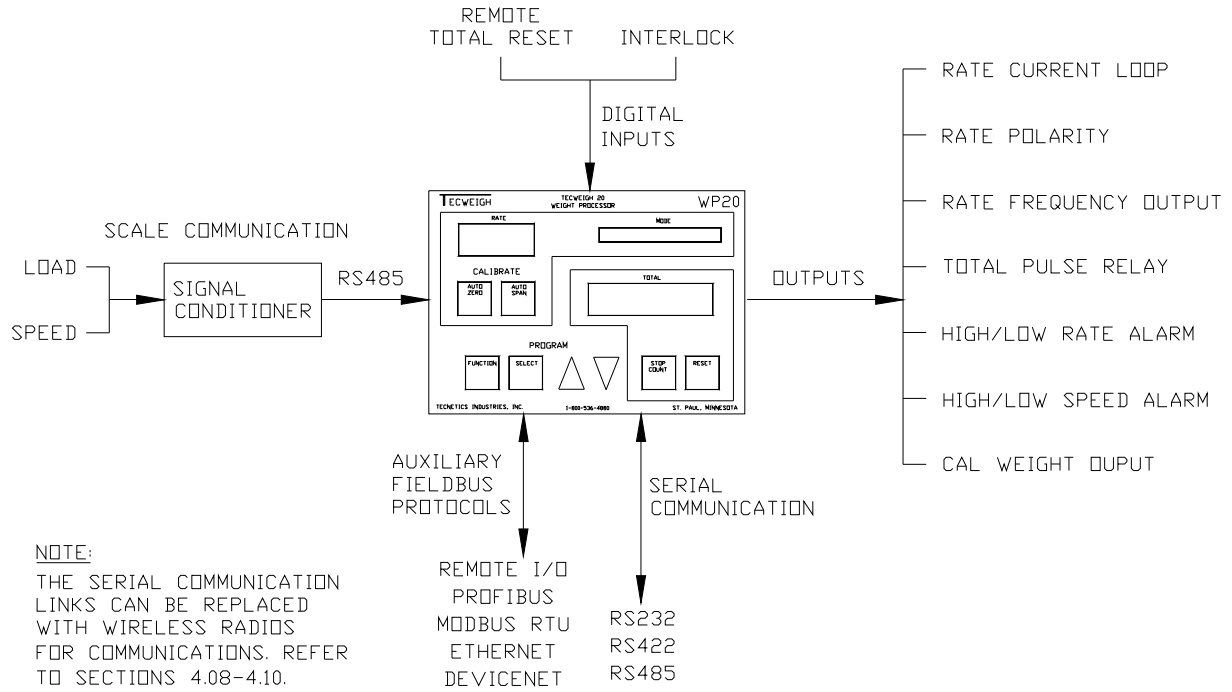 REMOTE
TOTAL RESET
INTERLOCK
DIGITAL
INPUTS
TECWEIGH
TECWEIGH 20
WEIGHT PROCESSOR
WP20
RATE
MODE
CALIBRATE
AUTO
ZERO
AUTO
SPAN
TOTAL
PROGRAM
FUNCTION
SELECT
STOP
COUNT
RESET
TECNETICS INDUSTRIES, INC.
1-800-536-4880
ST. PAUL, MINNESOTA
SCALE COMMUNICATION
LOAD
SPEED
SIGNAL
CONDITIONER
RS485
OUTPUTS
RATE CURRENT LOOP
RATE POLARITY
RATE FREQUENCY OUTPUT
TOTAL PULSE RELAY
HIGH/LOW RATE ALARM
HIGH/LOW SPEED ALARM
CAL WEIGHT OUPUT
AUXILIARY
FIELDBUS
PROTOCOLS
REMOTE I/O
PROFIBUS
MODBUS RTU
ETHERNET
DEVICENET
SERIAL
COMMUNICATION
RS232
RS422
RS485
NOTE:
THE SERIAL COMMUNICATION
LINKS CAN BE REPLACED
WITH WIRELESS RADIOS
FOR COMMUNICATIONS. REFER
TO SECTIONS 4.08-4.10.